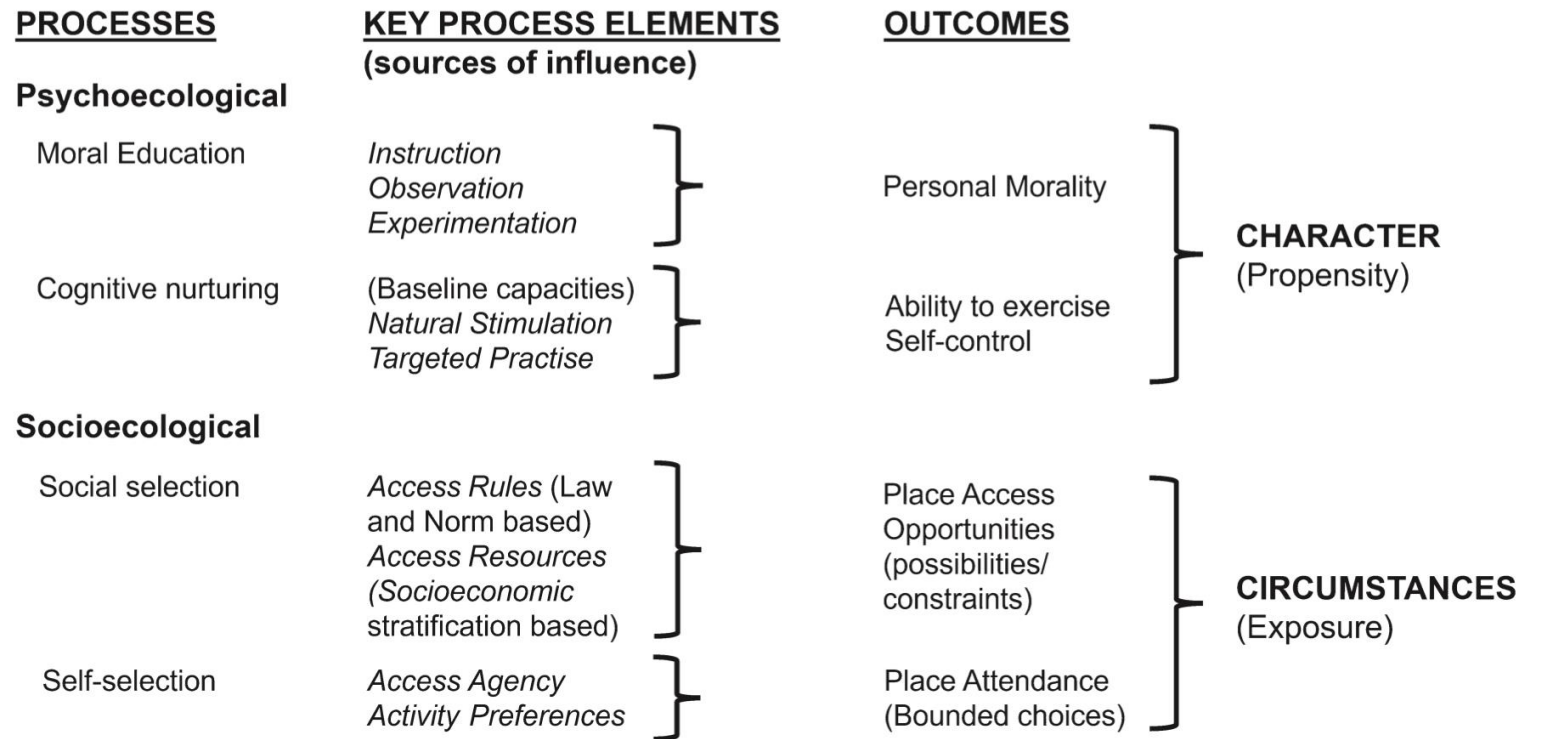 PROCESSES
KEY PROCESS ELEMENTS
(sources of influence)
OUTCOMES
Psychoecological
Moral Education
Instruction
Observation
Experimentation
Personal Morality
Cognitive nurturing
(Baseline capacities)
Natural Stimulation
Targeted Practise
Ability to exercise
Self-control
CHARACTER
(Propensity)
Socioecological
Social selection
Access Rules (Law
and Norm based)
Access Resources
(Socioeconomic
stratification based)
Place Access
Opportunities
(possibilities/
constraints)
Self-selection
Access Agency
Activity Preferences
Place Attendance
(Bounded choices)
CIRCUMSTANCES
(Exposure)